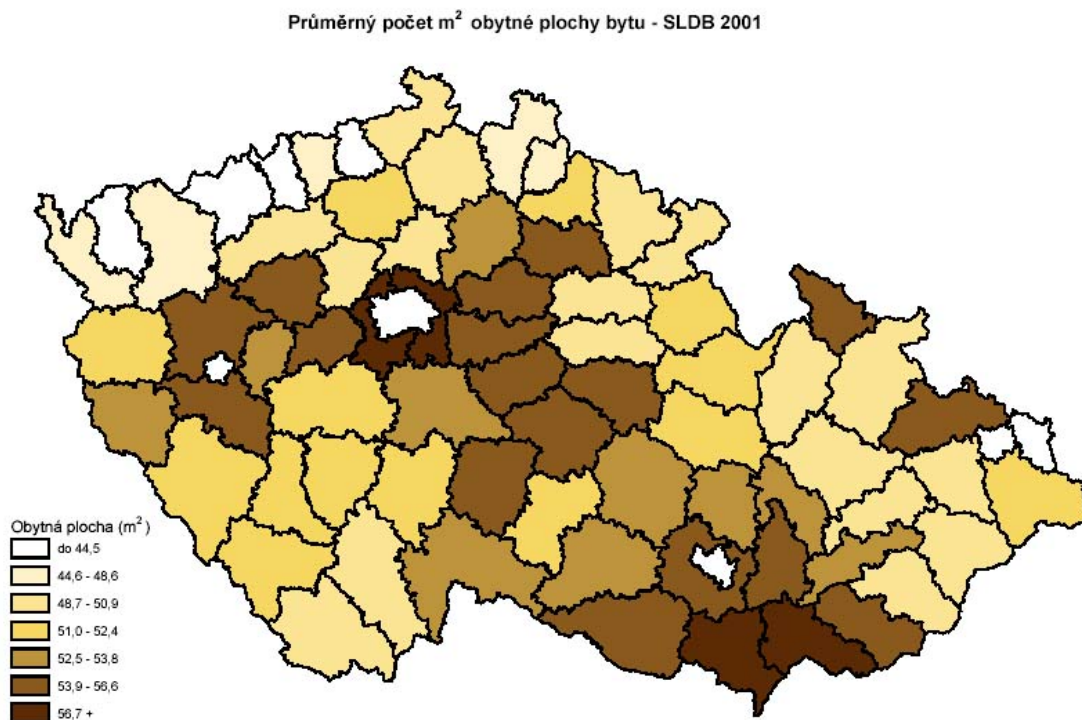 Průměrný počet m² obytné plochy bytu - SLDB 2001
Obytná plocha (m²)
do 44,5
44,6 - 48,6
48,7 - 50,9
51,0 - 52,4
52,5 - 53,8
53,9 - 56,6
56,7 +